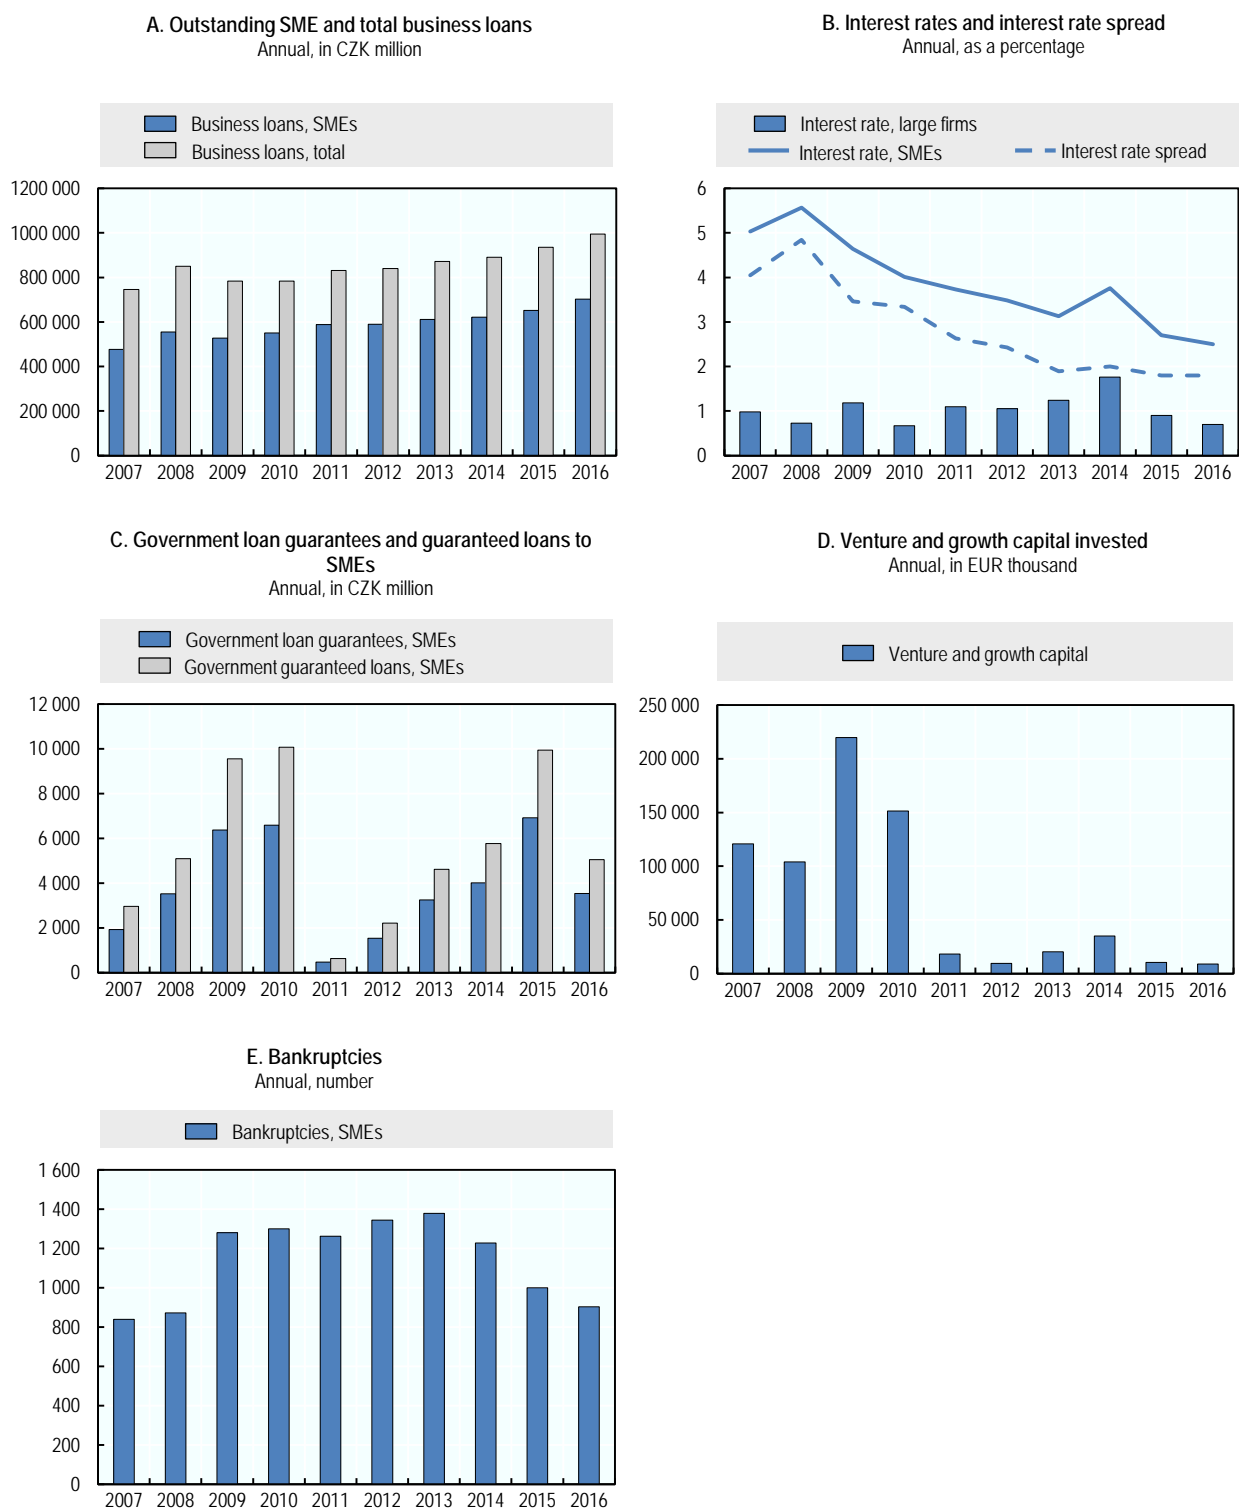 A. Outstanding SME and total business loans
Annual, in CZK million
Business loans, SMEs
Business loans, total
1200 000
1000 000
800 000
600 000
400 000
200 000
0
2007 2008 2009 2010 2011 2012 2013 2014 2015 2016
B. Interest rates and interest rate spread
Annual, as a percentage
Interest rate, large firms
Interest rate, SMEs Interest rate spread
6
5
4
3
2
1
0
2007 2008 2009 2010 2011 2012 2013 2014 2015 2016
C. Government loan guarantees and guaranteed loans to
SMEs
Annual, in CZK million
Government loan guarantees, SMEs
Government guaranteed loans, SMEs
12 000
10 000
8 000
6 000
4 000
2 000
0
2007 2008 2009 2010 2011 2012 2013 2014 2015 2016
D. Venture and growth capital invested
Annual, in EUR thousand
Venture and growth capital
250 000
200 000
150 000
100 000
50 000
0
2007 2008 2009 2010 2011 2012 2013 2014 2015 2016
E. Bankruptcies
Annual, number
Bankruptcies, SMEs
1 600
1 400
1 200
1 000
800
600
400
200
0
2007 2008 2009 2010 2011 2012 2013 2014 2015 2016